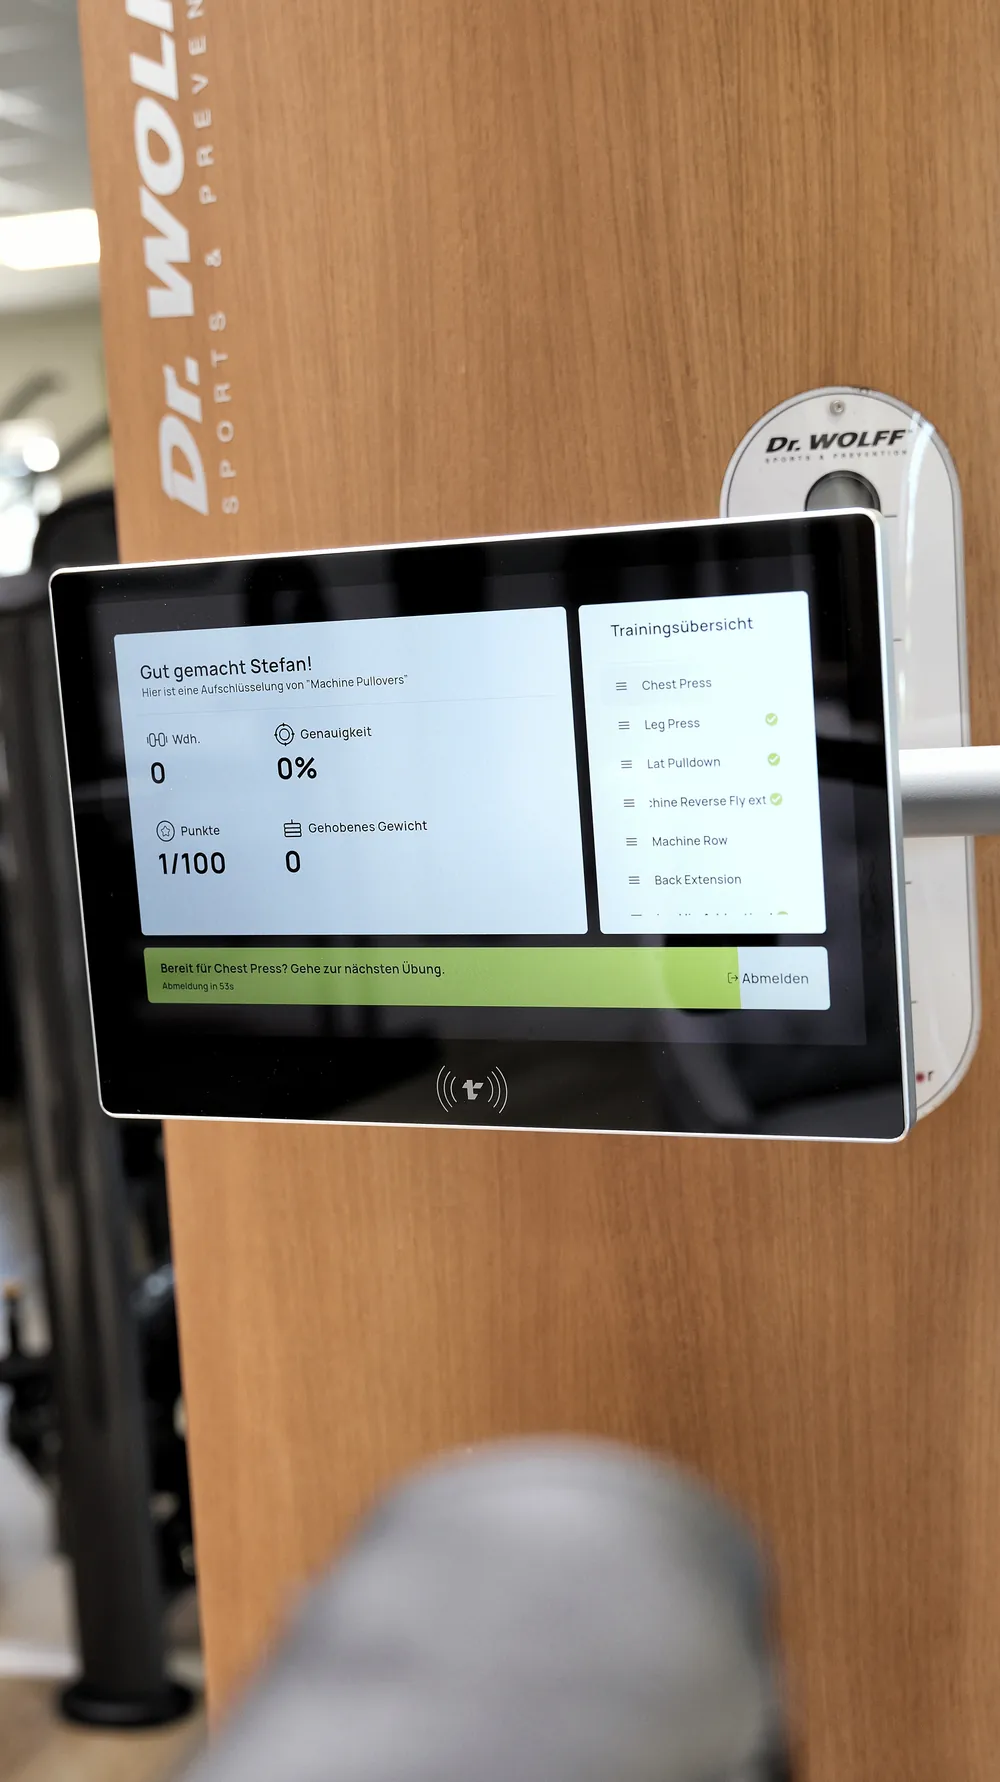 Dr. WOLF
SPORTS & PREVEN
Dr. WOLFF
SPORTS & PREVENTION
Gut gemacht Stefan!
Hier ist eine Aufschlüsselung von "Machine Pullovers"
Wdh.
0
Genauigkeit
0%
Punkte
1/100
Gehobenes Gewicht
0
Trainingsübersicht
Chest Press
Leg Press
Lat Pulldown
hine Reverse Fly ext
Machine Row
Back Extension
Bereit für Chest Press? Gehe zur nächsten Übung.
Abmeldung in 53s
Abmelden